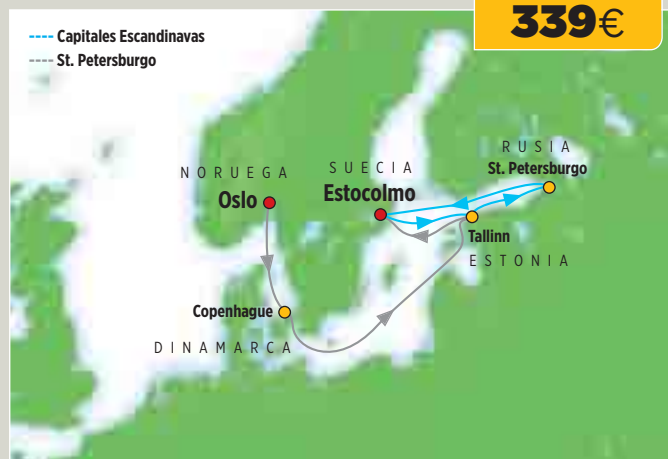 339€
Capitales Escandinavas
St. Petersburgo
RUSIA
St. Petersburgo
NORUEGA
SUECIA
Oslo
Estocolmo
Tallinn
ESTONIA
Copenhague
DINAMARCA